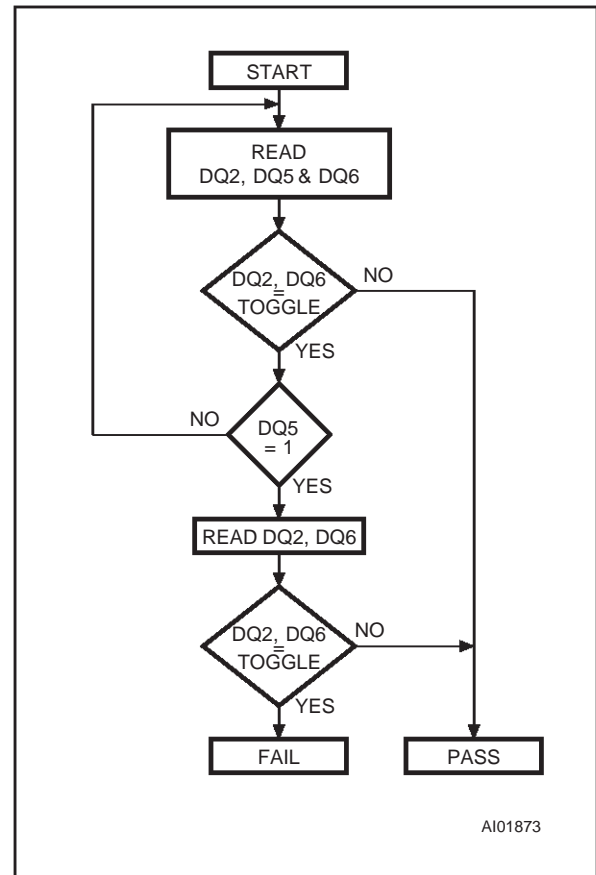 START
READ
DQ2, DQ5 & DQ6
DQ2, DQ6
=
TOGGLE
NO
YES
NO
DQ5
= 1
YES
READ DQ2, DQ6
DQ2, DQ6
=
TOGGLE
NO
YES
FAIL
PASS
AI01873